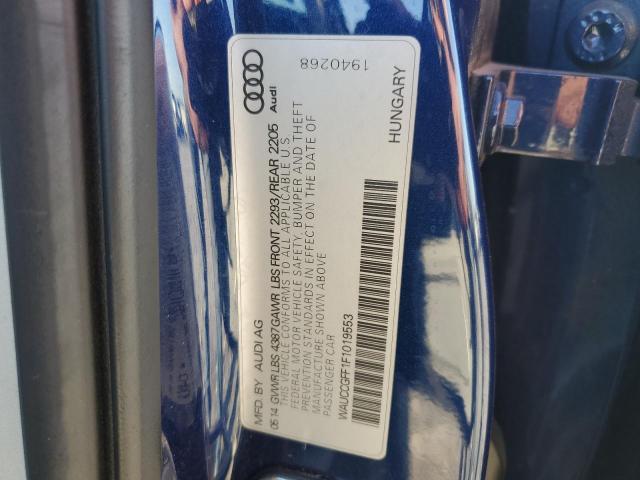 Audi
1940268
MFD. BY AUDI AG
05 14 GVWR LBS 4387 GAWR LBS FRONT 2293/REAR 2205
THIS VEHICLE CONFORMS TO ALL APPLICABLE U.S
FEDERAL MOTOR VEHICLE SAFETY, BUMPER AND THEFT
PREVENTION STANDARDS IN EFFECT ON THE DATE OF
MANUFACTURE SHOWN ABOVE
PASSENGER CAR
WAUCCGFF1F1019553
HUNGARY